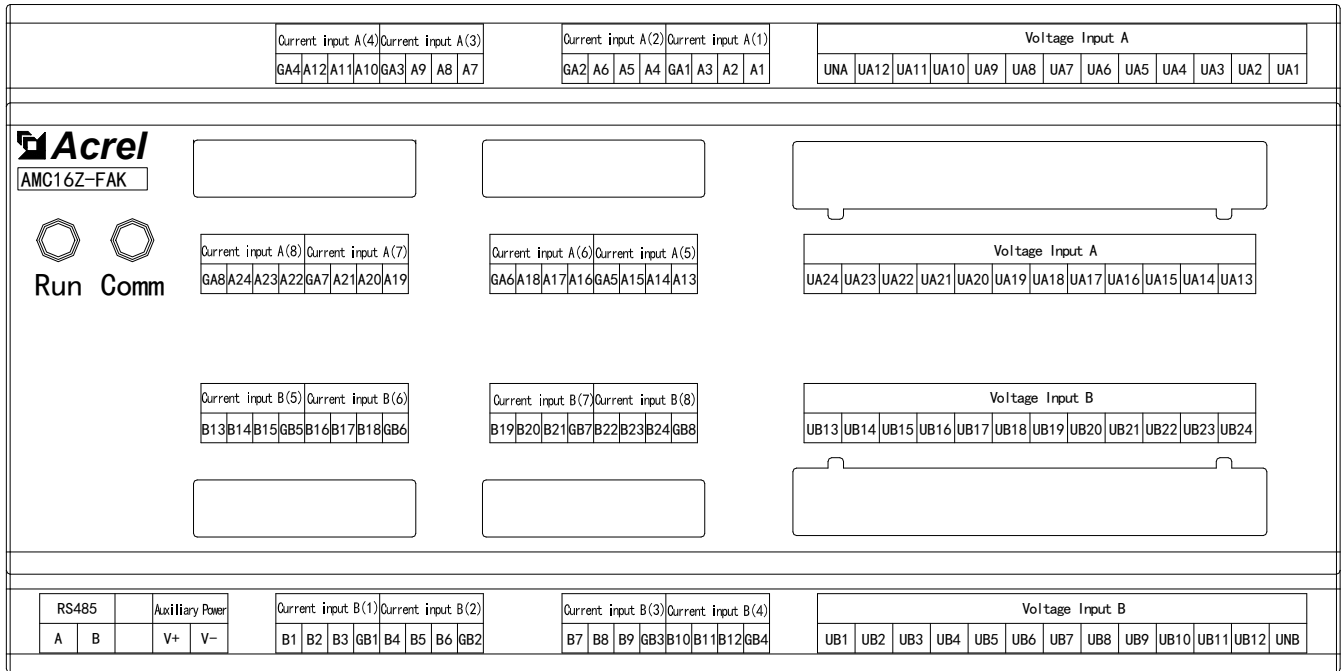 Current input A(4) Current input A(3) Current input A(2) Current input A(1) Voltage Input A
GA4 A12 A11 A10 GA3 A9 A8 A7 GA2 A6 A5 A4 GA1 A3 A2 A1 UNA UA12 UA11 UA10 UA9 UA8 UA7 UA6 UA5 UA4 UA3 UA2 UA1
Acrel
AMC16Z-FAK
Run Comm
Current input A(8) Current input A(7) Current input A(6) Current input A(5) Voltage Input A
GA8 A24 A23 A22 GA7 A21 A20 A19 GA6 A18 A17 A16 GA5 A15 A14 A13 UA24 UA23 UA22 UA21 UA20 UA19 UA18 UA17 UA16 UA15 UA14 UA13
Current input B(5) Current input B(6) Current input B(7) Current input B(8) Voltage Input B
B13 B14 B15 GB5 B16 B17 B18 GB6 B19 B20 B21 GB7 B22 B23 B24 GB8 UB13 UB14 UB15 UB16 UB17 UB18 UB19 UB20 UB21 UB22 UB23 UB24
RS485 Auxiliary Power Current input B(1) Current input B(2) Current input B(3) Current input B(4) Voltage Input B
A B V+ V- B1 B2 B3 GB1 B4 B5 B6 GB2 B7 B8 B9 GB3 B10 B11 B12 GB4 UB1 UB2 UB3 UB4 UB5 UB6 UB7 UB8 UB9 UB10 UB11 UB12 UNB